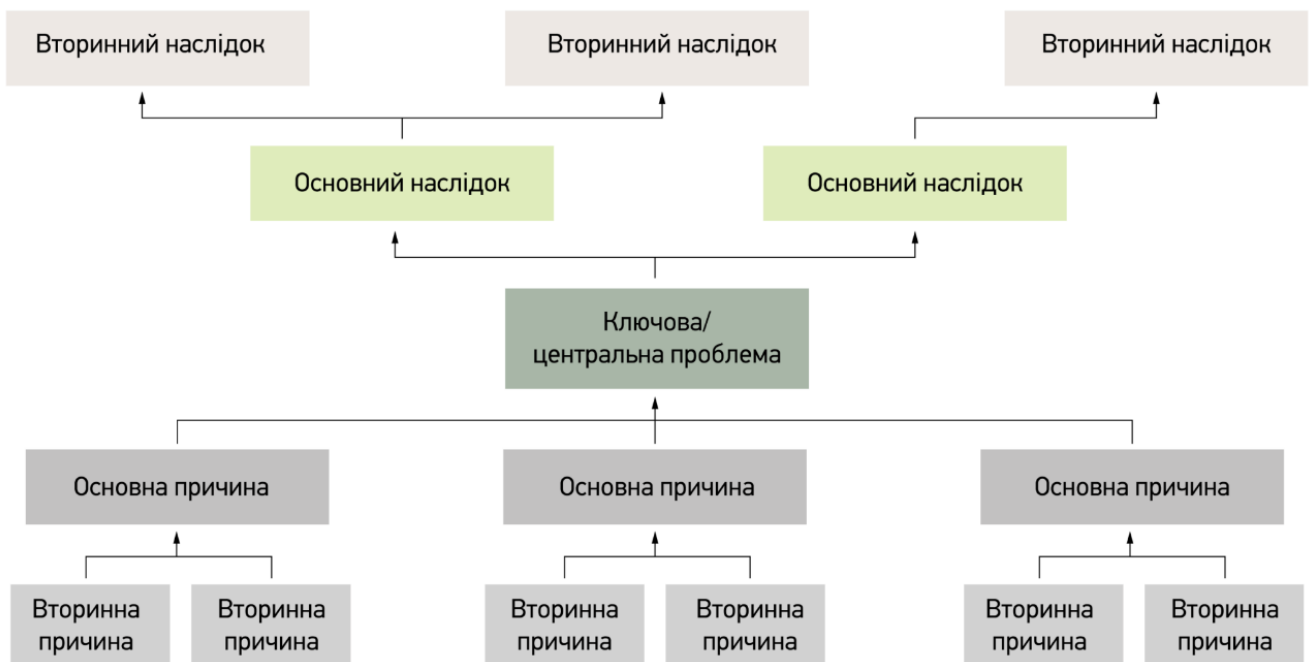 Вторинний наслідок
Вторинний наслідок
Вторинний наслідок
Основний наслідок
Основний наслідок
Ключова/
центральна проблема
Основна причина
Основна причина
Основна причина
Вторинна
причина
Вторинна
причина
Вторинна
причина
Вторинна
причина
Вторинна
причина
Вторинна
причина